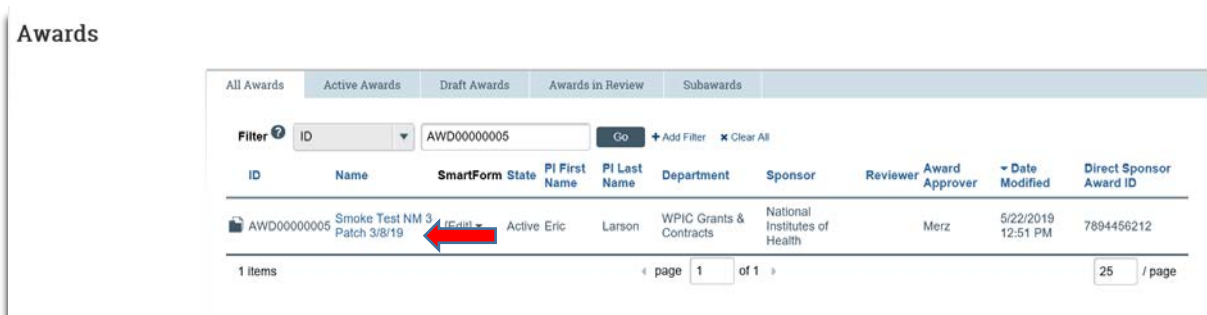 Awards
All Awards Active Awards Draft Awards Awards in Review Subawards
Filter ? ID AWD00000005 Go + Add Filter × Clear All
ID Name SmartForm State PI First Name PI Last Name Department Sponsor Reviewer Award Approver Date Modified Direct Sponsor Award ID
AWD00000005 Smoke Test NM 3 Patch 3/8/19 [Edit] Active Eric Larson WPIC Grants & Contracts National Institutes of Health Merz 5/22/2019 12:51 PM 7894456212
1 items page 1 of 1 25 / page